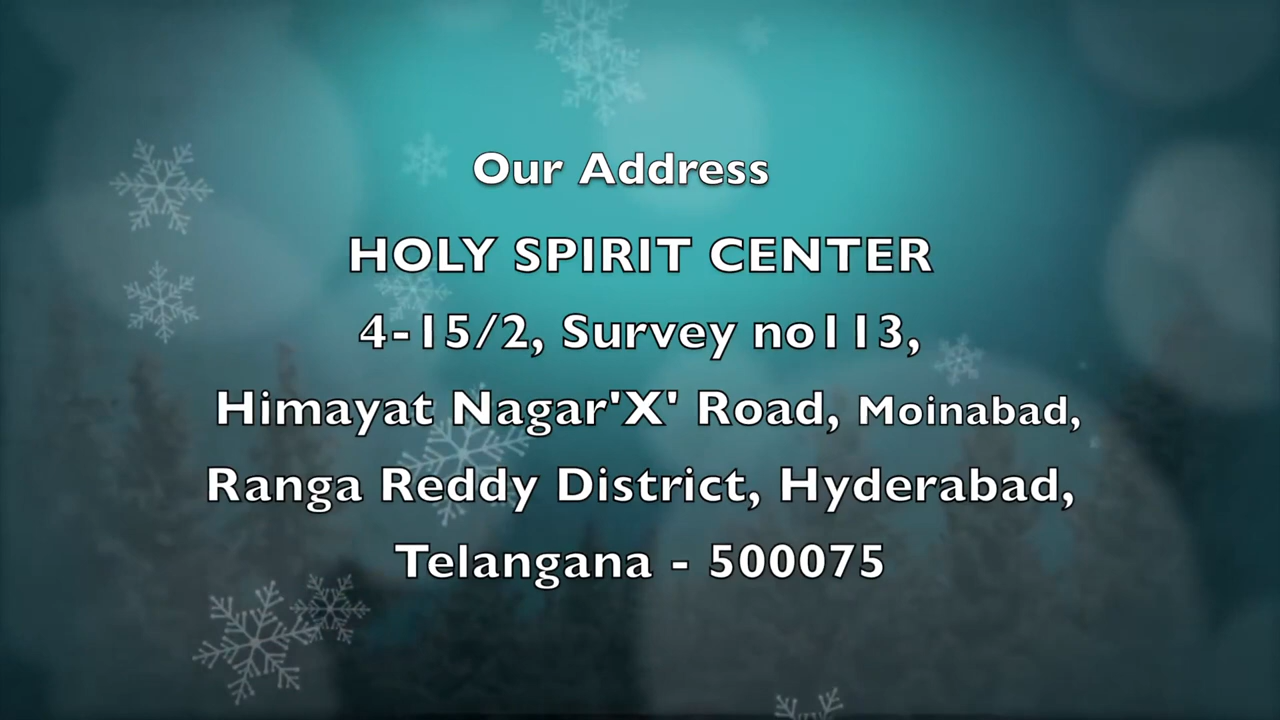 Our Address
HOLY SPIRIT CENTER
4-15/2, Survey no113,
Himayat Nagar'X' Road, Moinabad,
Ranga Reddy District, Hyderabad,
Telangana - 500075